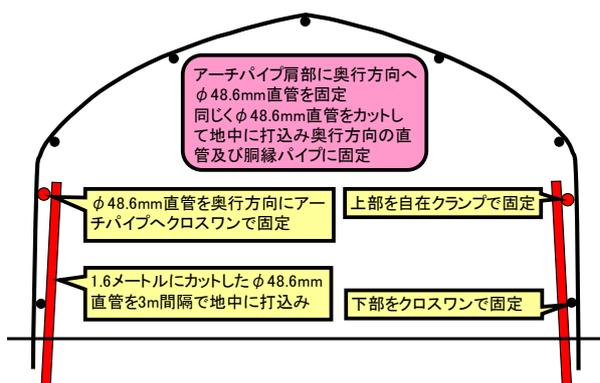 アーチパイプ肩部に奥行方向へ
φ48.6mm直管を固定
同じくφ48.6mm直管をカットし
て地中に打込み奥行方向の直
管及び胴縁パイプに固定
φ48.6mm直管を奥行方向にアー
チパイプへクロスワンで固定
上部を自在クランプで固定
1.6メートルにカットしたφ48.6mm
直管を3m間隔で地中に打込み
下部をクロスワンで固定